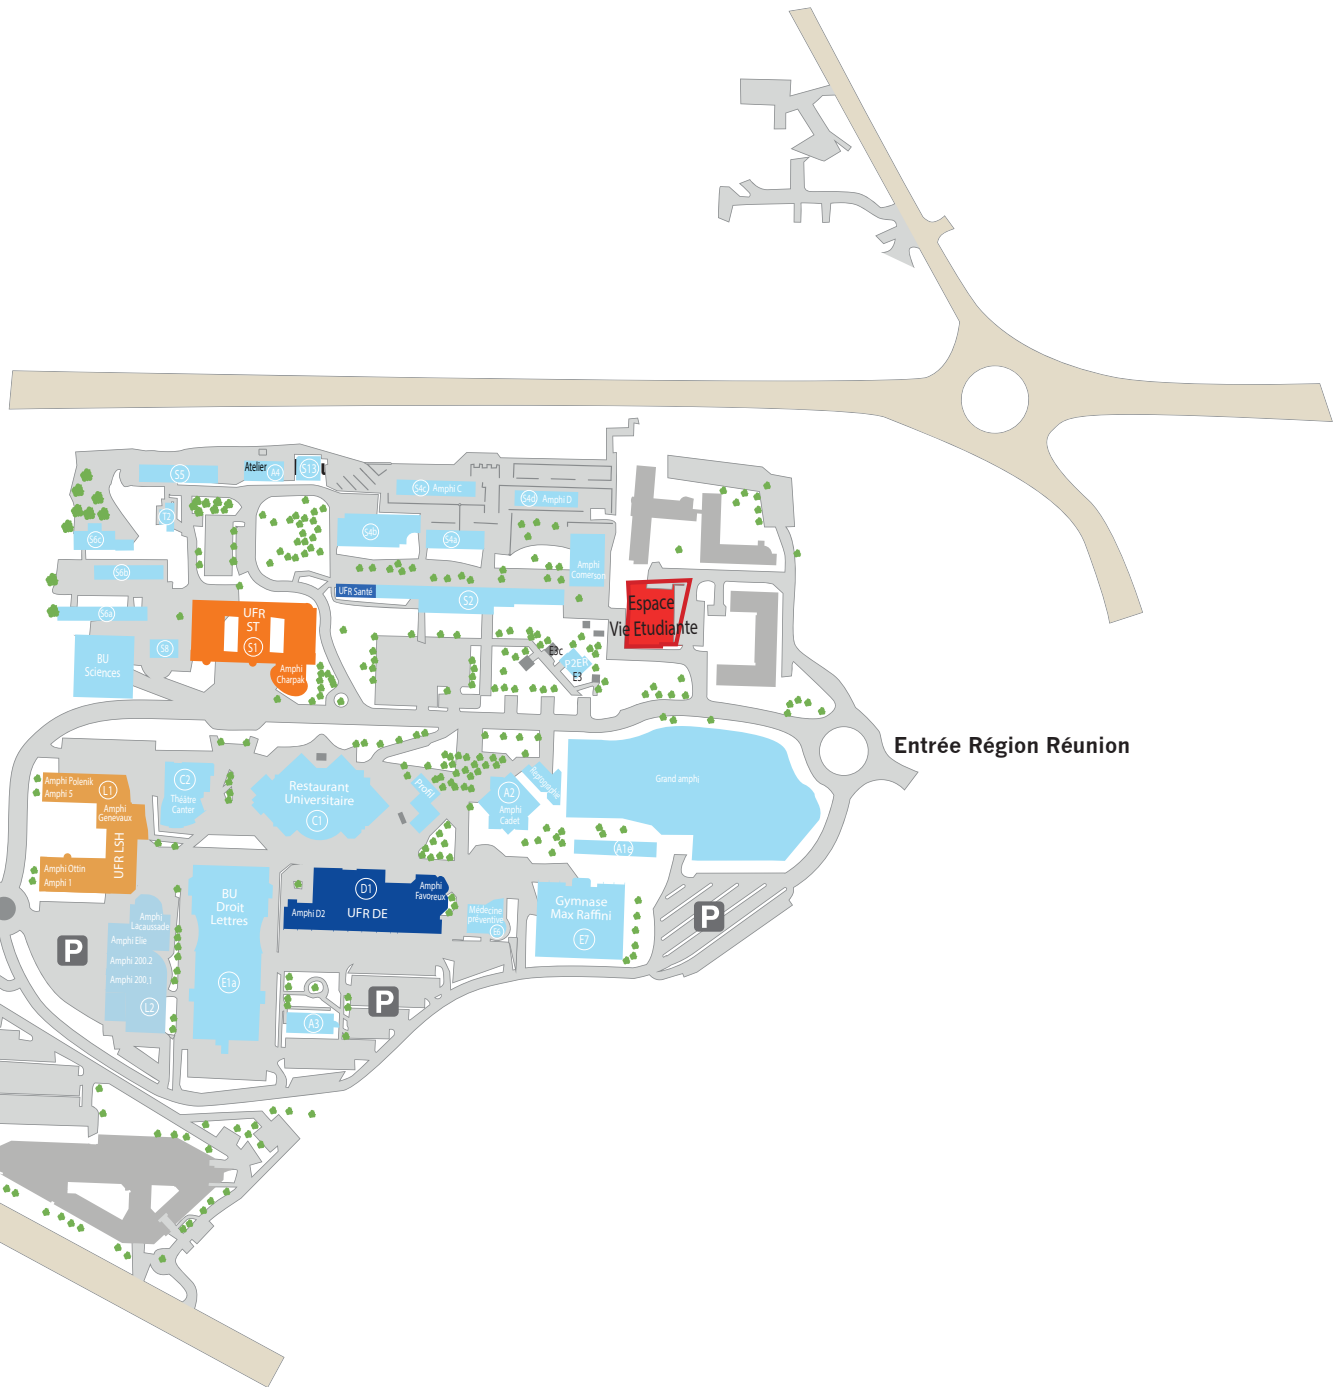 S5
Atelier
A4
S13
S4c Amphi C
S4d Amphi D
T2
S6c
S4b
S4a
Amphi
Comerson
S6b
UFR Santé
S2
S6a
UFR
ST
S1
Espace
Vie Etudiante
BU
Sciences
S8
Amphi
Charpak
E3c
P2ER
E3
Entrée Région Réunion
Amphi Polenik
Amphi 5
L1
Amphi
Genevaux
UFR LSH
Amphi Ottin
Amphi 1
C2
Théâtre
Canter
Restaurant
Universitaire
C1
Profil
A2
Amphi
Cadet
Reprographie
Grand amphi
A1e
BU
Droit
Lettres
E1a
D1
UFR DE
Amphi D2
Amphi
Favoreux
Médecine
préventive
E6
Gymnase
Max Raffini
E7
P
Amphi
Lacaussade
Amphi Elie
Amphi 200.2
Amphi 200.1
L2
P
P
A3